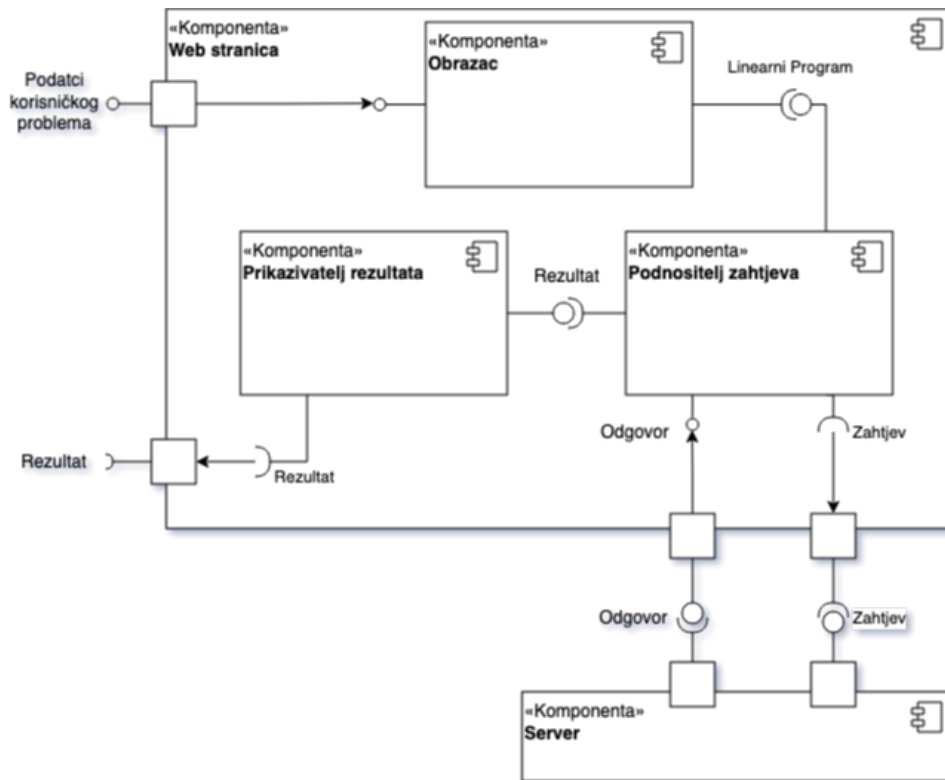 «Komponenta»
Web stranica
«Komponenta»
Obrazac
Linearni Program
Podatci
korisničkog
problema
«Komponenta»
Prikazivatelj rezultata
Rezultat
«Komponenta»
Podnositelj zahtjeva
Odgovor
Zahtjev
Rezultat
Rezultat
Odgovor
Zahtjev
«Komponenta»
Server